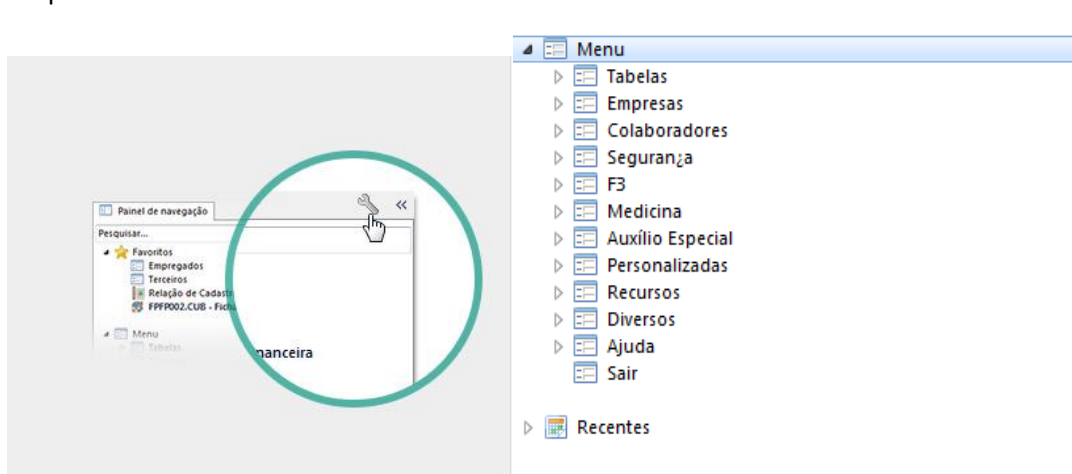 Painel de navegação
«
Pesquisar...
Favoritos
Empregados
Terceiros
Relação de Cadast
FPFP002.CUB - Fich
Menu
Tabelas
nanceira
Menu
Tabelas
Empresas
Colaboradores
Seguran¿a
F3
Medicina
Auxílio Especial
Personalizadas
Recursos
Diversos
Ajuda
Sair
Recentes